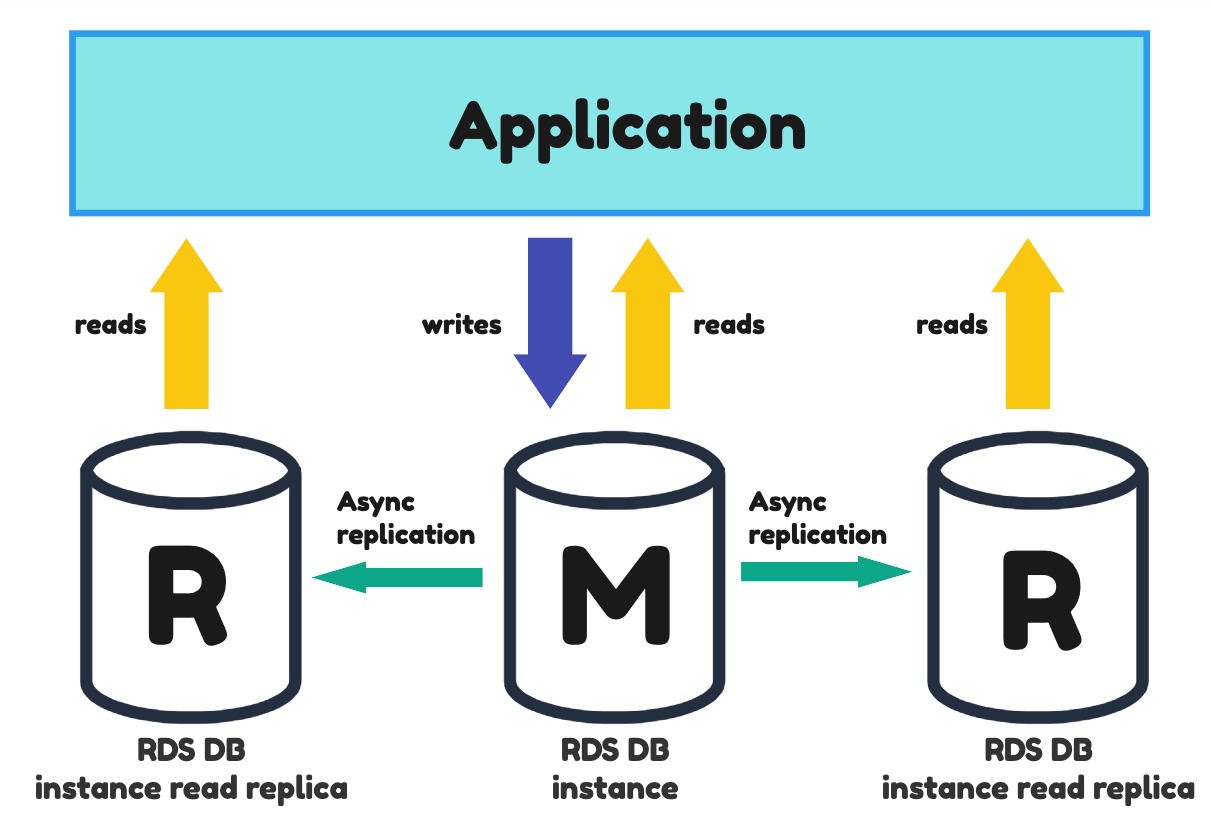 Application
reads
writes
reads
reads
Async
replication
Async
replication
R
M
R
RDS DB
instance read replica
RDS DB
instance
RDS DB
instance read replica